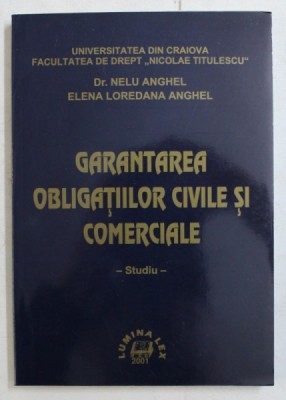 UNIVERSITATEA DIN CRAIOVA
FACULTATEA DE DREPT „NICOLAE TITULESCU“
Dr. NELU ANGHEL
ELENA LOREDANA ANGHEL
GARANTAREA
OBLIGAȚIILOR CIVILE ȘI
COMERCIALE
– Studiu –
LUMINA LEX
2001